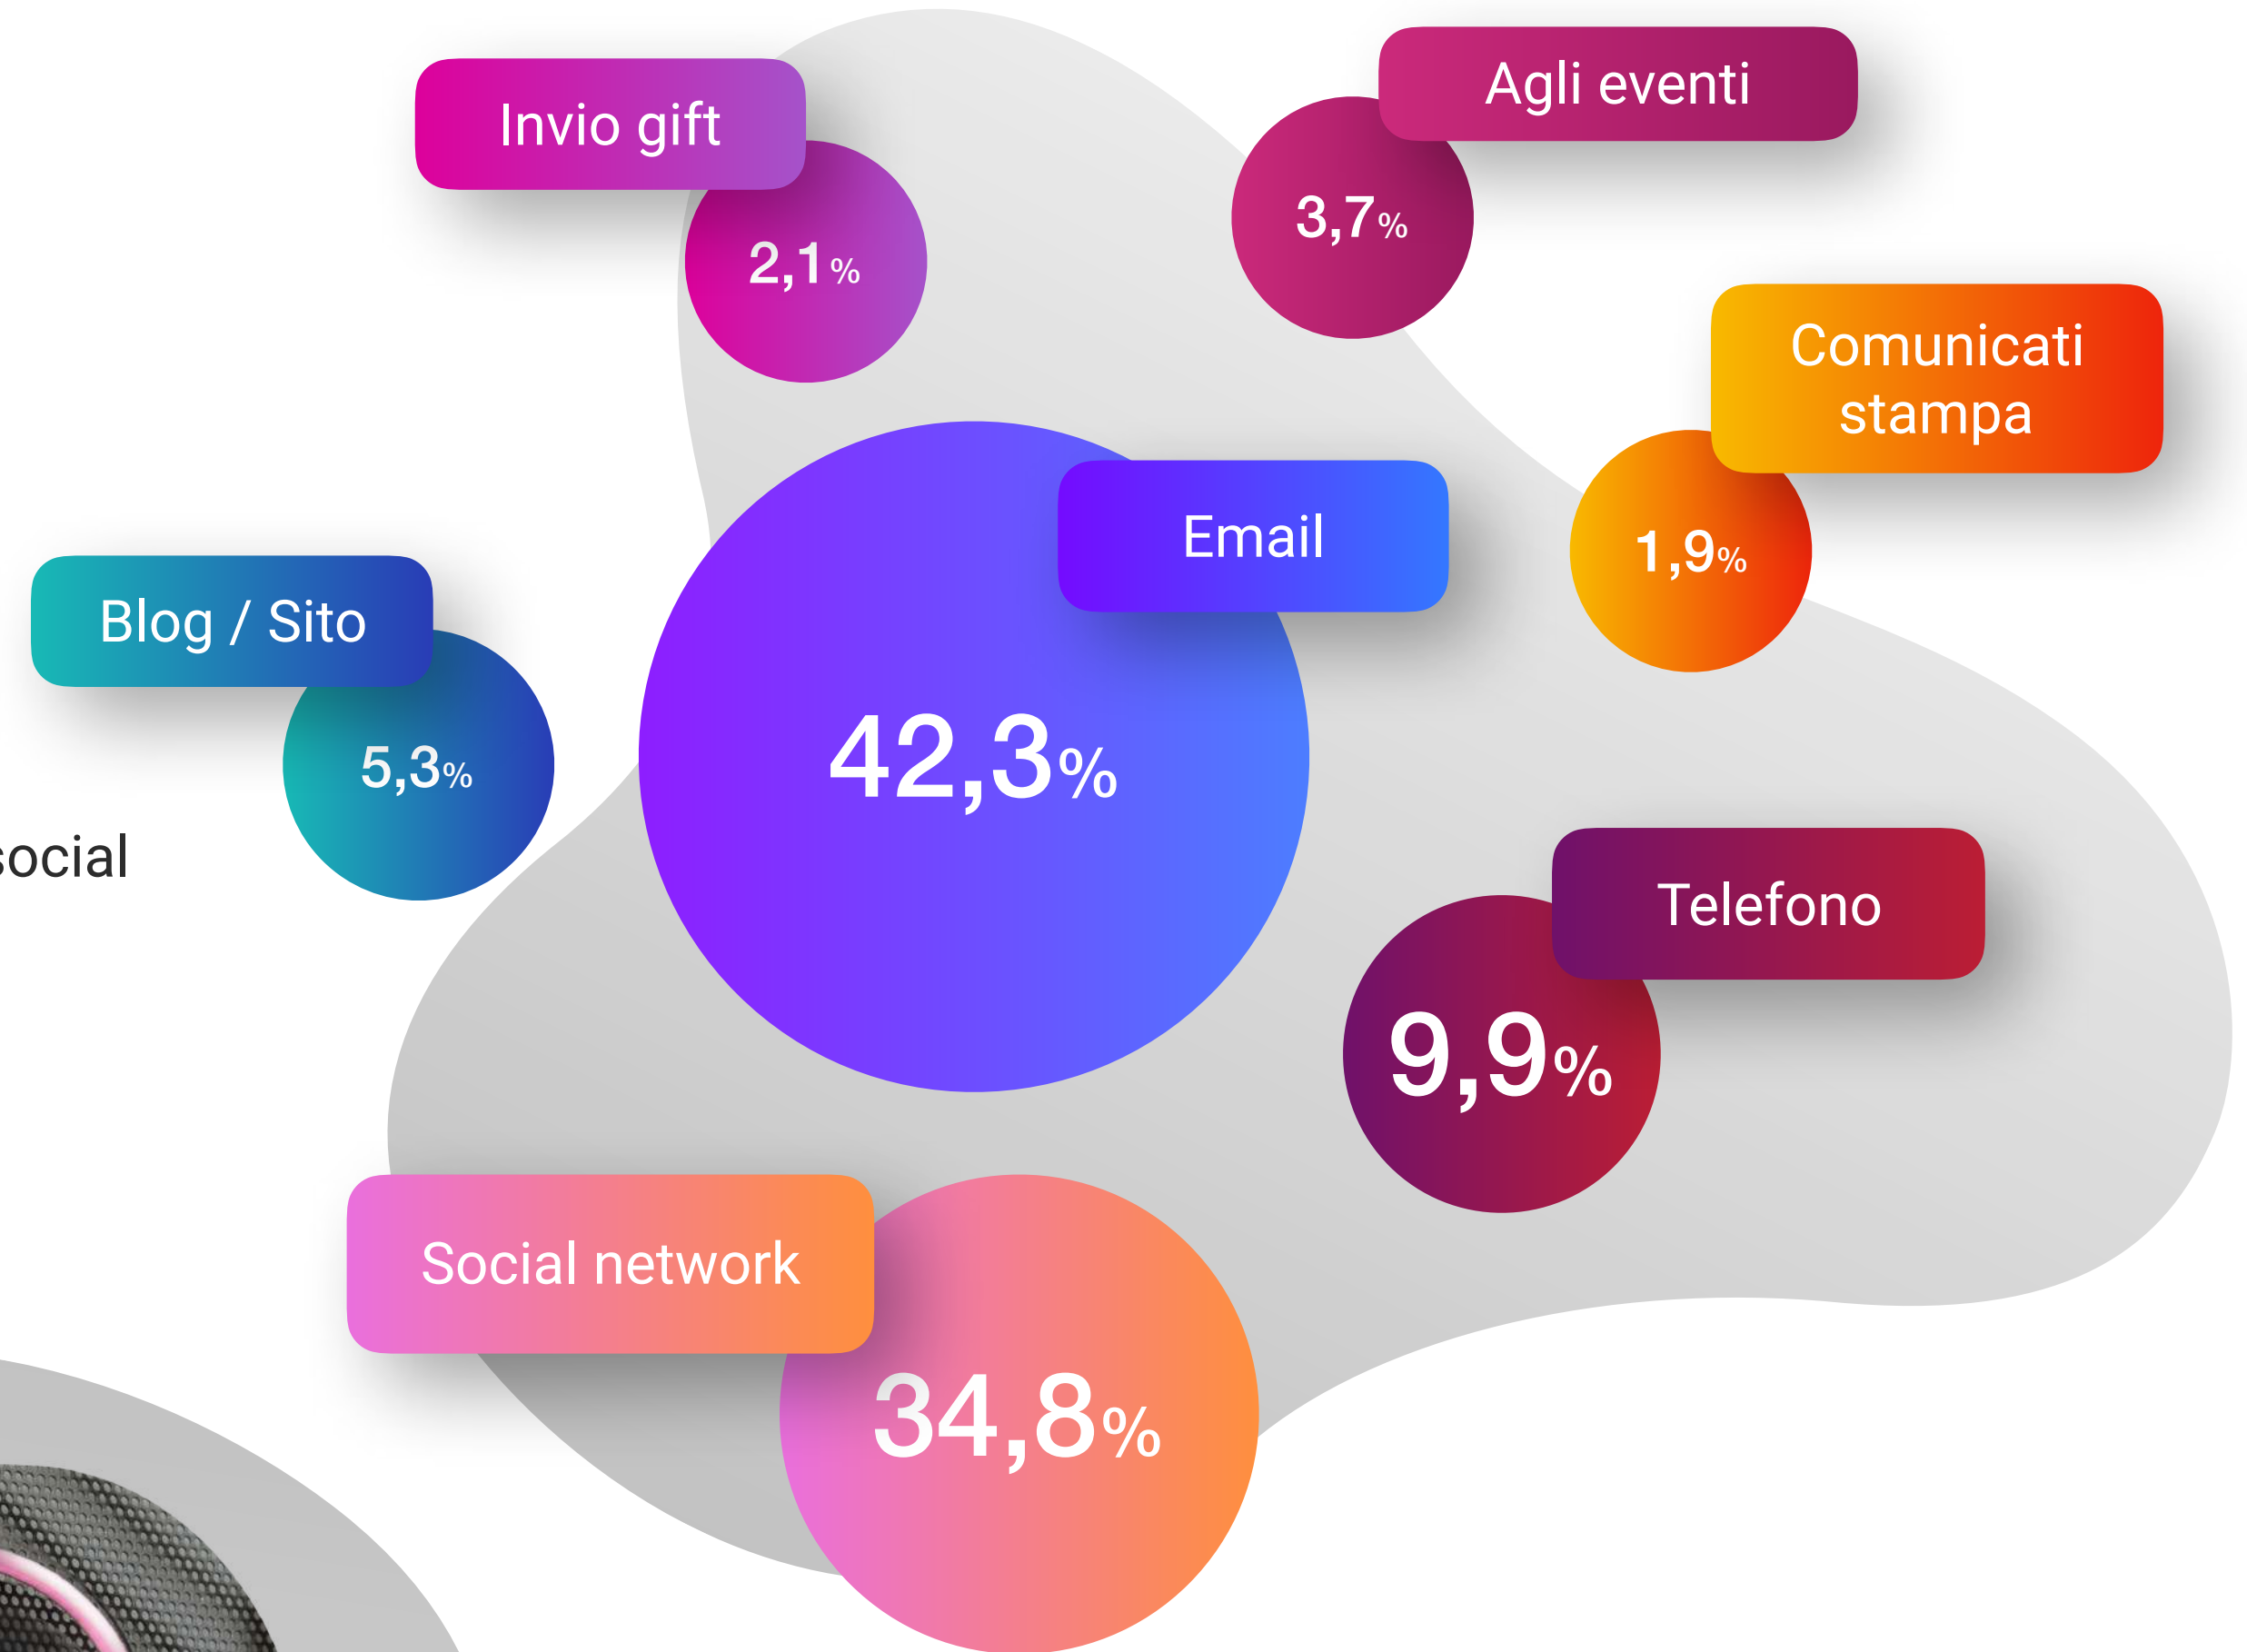 Agli eventi
3,7%
Invio gift
2,1%
Comunicati
stampa
1,9%
Email
42,3%
Blog / Sito
5,3%
social
Telefono
9,9%
Social network
34,8%